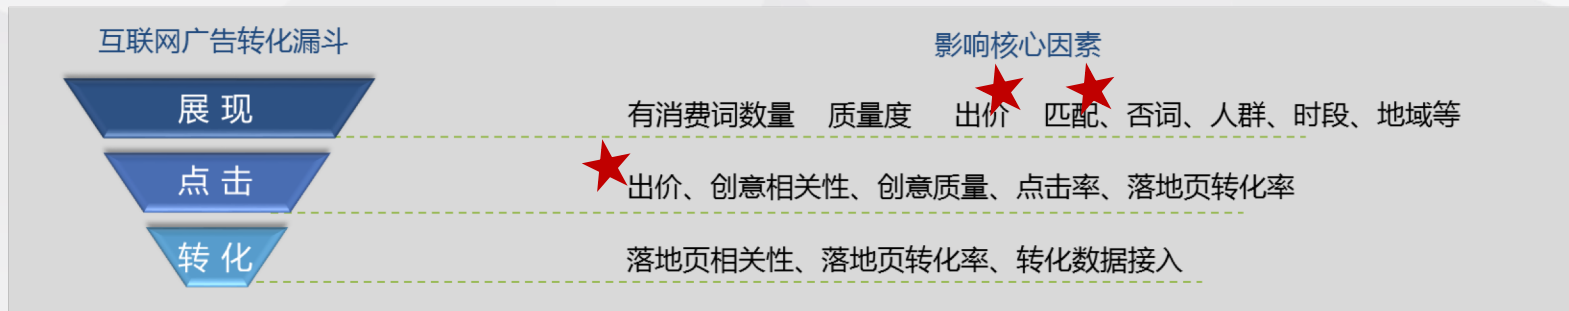 互联网广告转化漏斗
影响核心因素
展现
有消费词数量 质量度 出价 匹配、否词、人群、时段、地域等
点击
出价、创意相关性、创意质量、点击率、落地页转化率
转化
落地页相关性、落地页转化率、转化数据接入